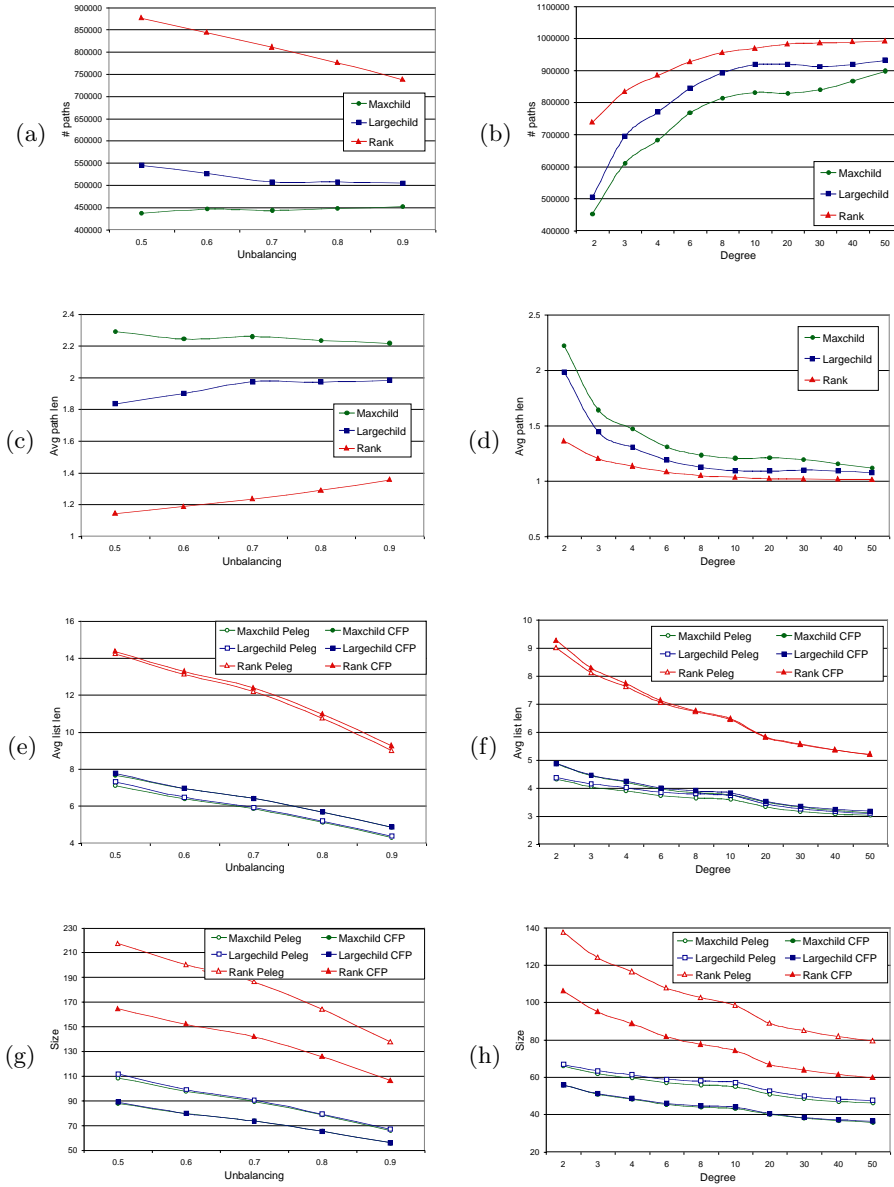 (a)
# paths
900000
850000
800000
750000
700000
650000
600000
550000
500000
450000
400000
0.5 0.6 0.7 0.8 0.9
Unbalancing
Maxchild
Largechild
Rank
(b)
# paths
1100000
1000000
900000
800000
700000
600000
500000
400000
2 3 4 6 8 10 20 30 40 50
Degree
Maxchild
Largechild
Rank
(c)
Avg path len
2.4
2.2
2
1.8
1.6
1.4
1.2
1
0.5 0.6 0.7 0.8 0.9
Unbalancing
Maxchild
Largechild
Rank
(d)
Avg path len
2.5
2
1.5
1
0.5
2 3 4 6 8 10 20 30 40 50
Degree
Maxchild
Largechild
Rank
(e)
Avg list len
16
14
12
10
8
6
4
0.5 0.6 0.7 0.8 0.9
Unbalancing
Maxchild Peleg Maxchild CFP
Largechild Peleg Largechild CFP
Rank Peleg Rank CFP
(f)
Avg list len
10
9
8
7
6
5
4
3
2
2 3 4 6 8 10 20 30 40 50
Degree
Maxchild Peleg Maxchild CFP
Largechild Peleg Largechild CFP
Rank Peleg Rank CFP
(g)
Size
230
210
190
170
150
130
110
90
70
50
0.5 0.6 0.7 0.8 0.9
Unbalancing
Maxchild Peleg Maxchild CFP
Largechild Peleg Largechild CFP
Rank Peleg Rank CFP
(h)
Size
140
120
100
80
60
40
20
2 3 4 6 8 10 20 30 40 50
Degree
Maxchild Peleg Maxchild CFP
Largechild Peleg Largechild CFP
Rank Peleg Rank CFP